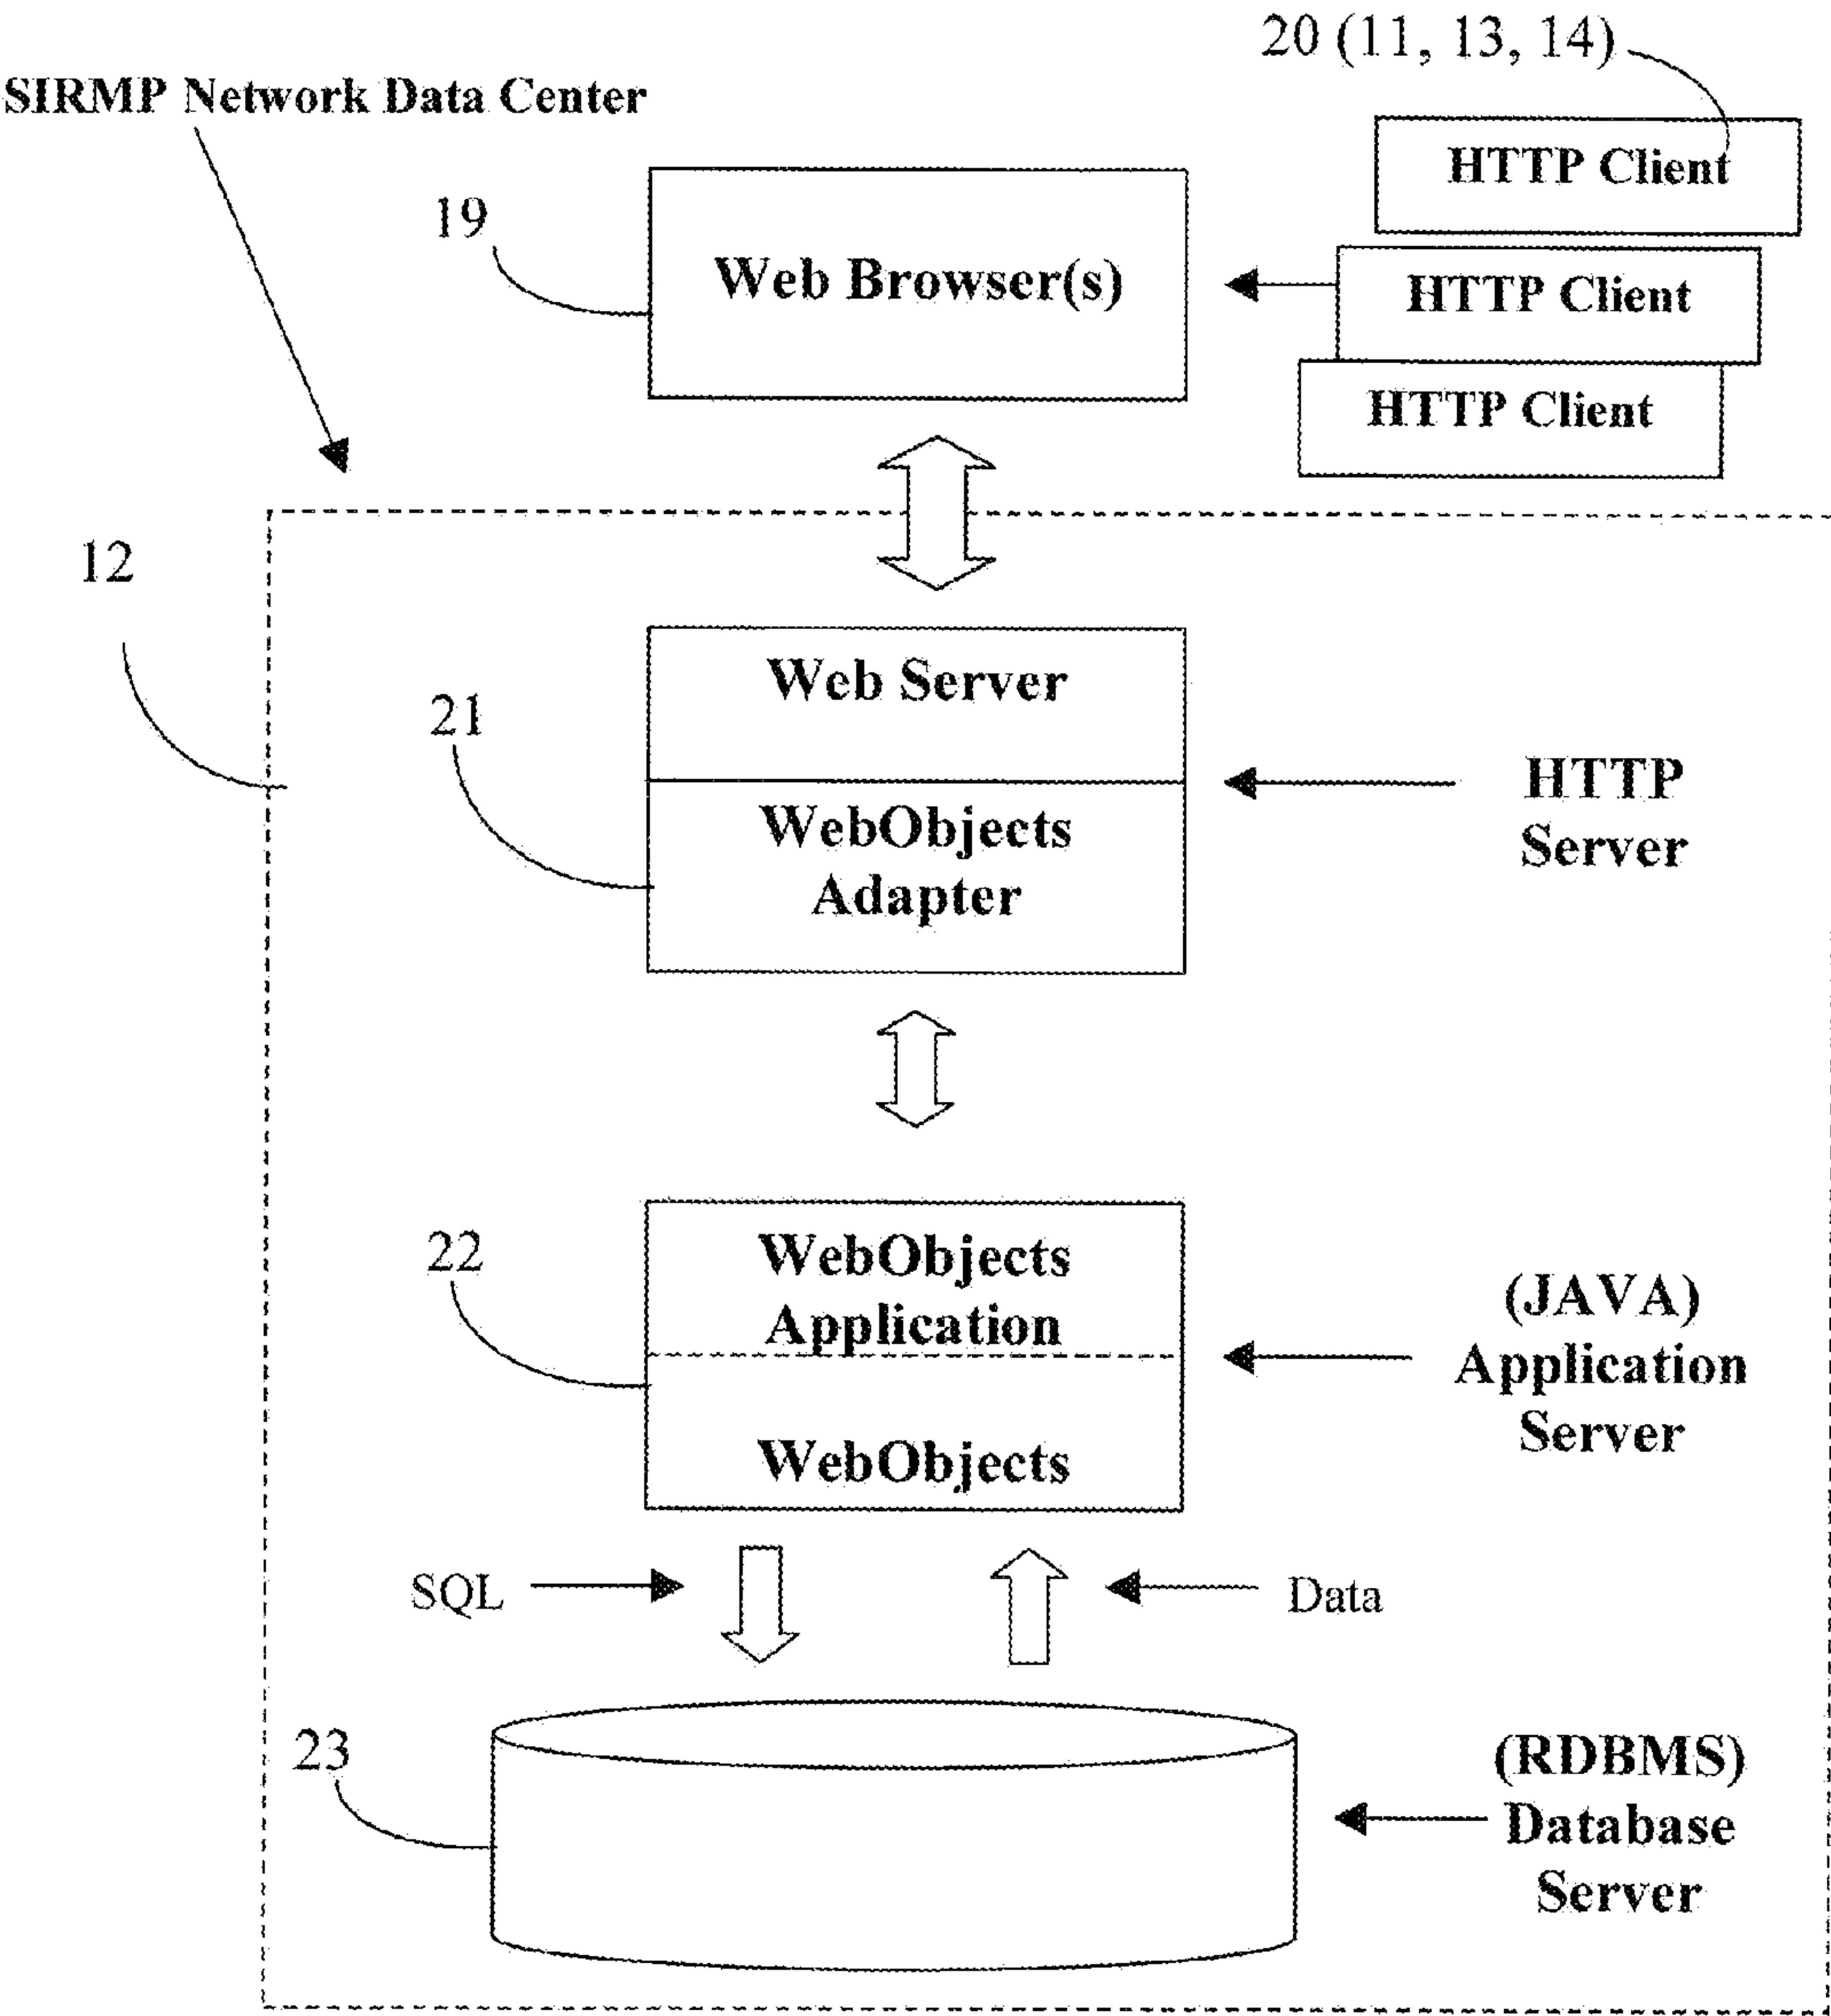 20 (11, 13, 14)
SIRMP Network Data Center
HTTP Client
19
Web Browser(s)
HTTP Client
HTTP Client
12
Web Server
21
HTTP
Server
WebObjects
Adapter
22
WebObjects
Application
(JAVA)
Application
Server
WebObjects
SQL
Data
23
(RDBMS)
Database
Server